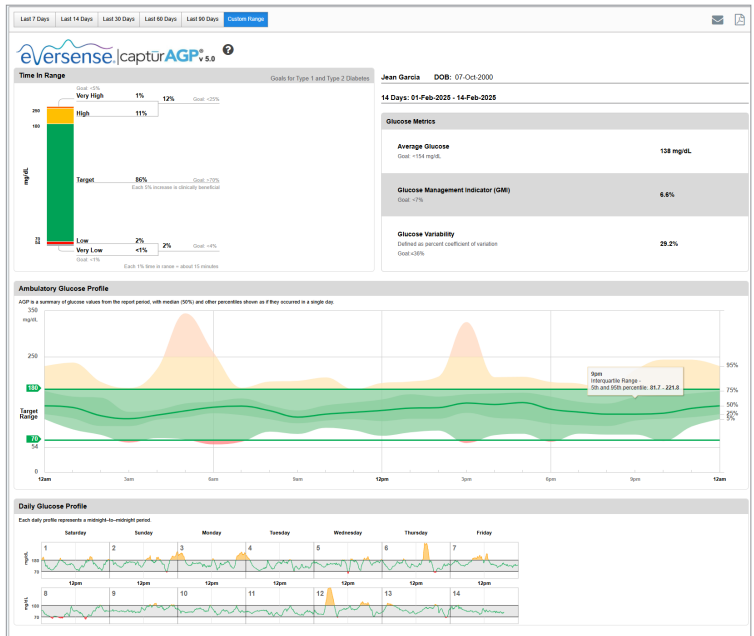 Last 7 Days Last 14 Days Last 30 Days Last 60 Days Last 90 Days Custom Range
eversense. | captūrAGP® v 5.0 ?
Time In Range Goals for Type 1 and Type 2 Diabetes
Goal: <5%
Very High 1%
12% Goal: <25%
High 11%
250
180
mg/dL
Target 86% Goal: >70%
Each 5% increase is clinically beneficial
70
54
Low 2%
2% Goal: <4%
Very Low <1%
Goal: <1%
Each 1% time in range = about 15 minutes
Jean Garcia DOB: 07-Oct-2000
14 Days: 01-Feb-2025 - 14-Feb-2025
Glucose Metrics
Average Glucose
Goal: <154 mg/dL
138 mg/dL
Glucose Management Indicator (GMI)
Goal: <7%
6.6%
Glucose Variability
Defined as percent coefficient of variation
Goal:<36%
29.2%
Ambulatory Glucose Profile
AGP is a summary of glucose values from the report period, with median (50%) and other percentiles shown as if they occurred in a single day.
350
mg/dL
250
180
Target
Range
70
54
0
9pm
Interquartile Range -
5th and 95th percentile: 81.7 - 221.8
95%
75%
50%
25%
5%
12am 3am 6am 9am 12pm 3pm 6pm 9pm 12am
Daily Glucose Profile
Each daily profile represents a midnight-to-midnight period.
Saturday Sunday Monday Tuesday Wednesday Thursday Friday
1 2 3 4 5 6 7
mg/dL
180
70
12pm 12pm 12pm 12pm 12pm 12pm 12pm
8 9 10 11 12 13 14
mg/dL
180
70